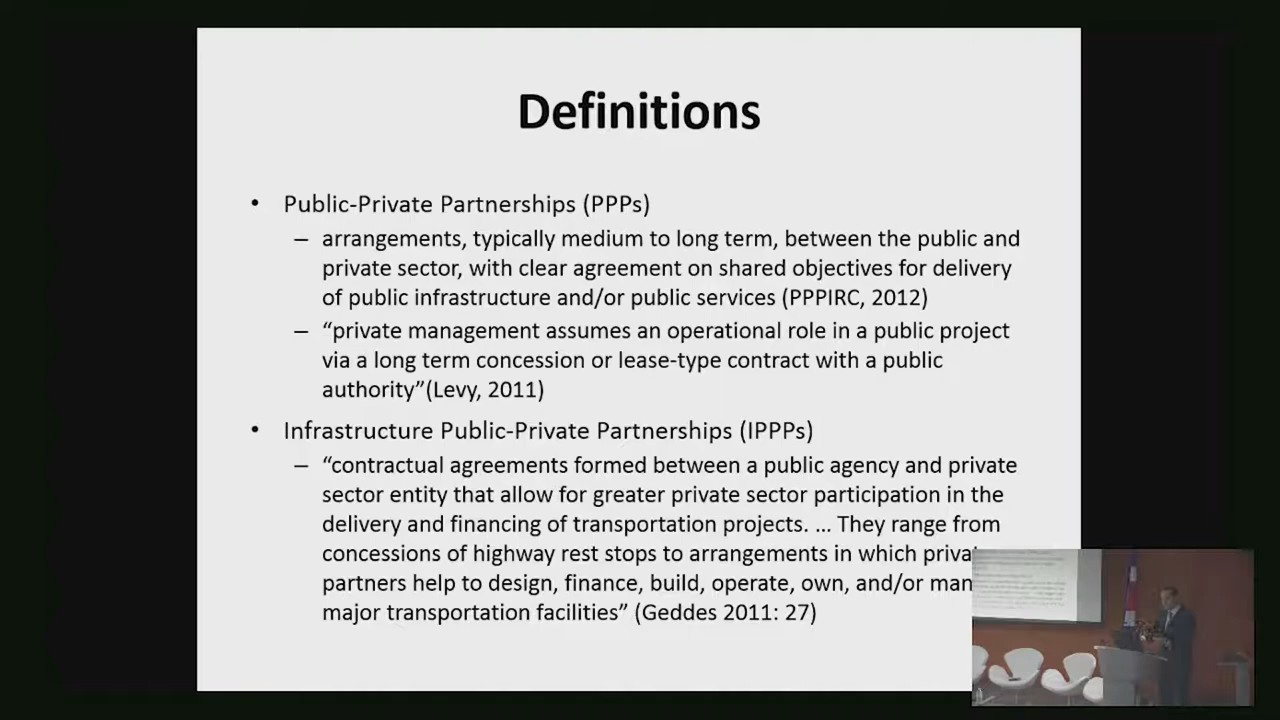 Definitions
• Public-Private Partnerships (PPPs)
– arrangements, typically medium to long term, between the public and
private sector, with clear agreement on shared objectives for delivery
of public infrastructure and/or public services (PPPIRC, 2012)
– “private management assumes an operational role in a public project
via a long term concession or lease-type contract with a public
authority”(Levy, 2011)
• Infrastructure Public-Private Partnerships (IPPPs)
– “contractual agreements formed between a public agency and private
sector entity that allow for greater private sector participation in the
delivery and financing of transportation projects. … They range from
concessions of highway rest stops to arrangements in which
partners help to design, finance, build, operate, own, and/or
major transportation facilities” (Geddes 2011: 27)